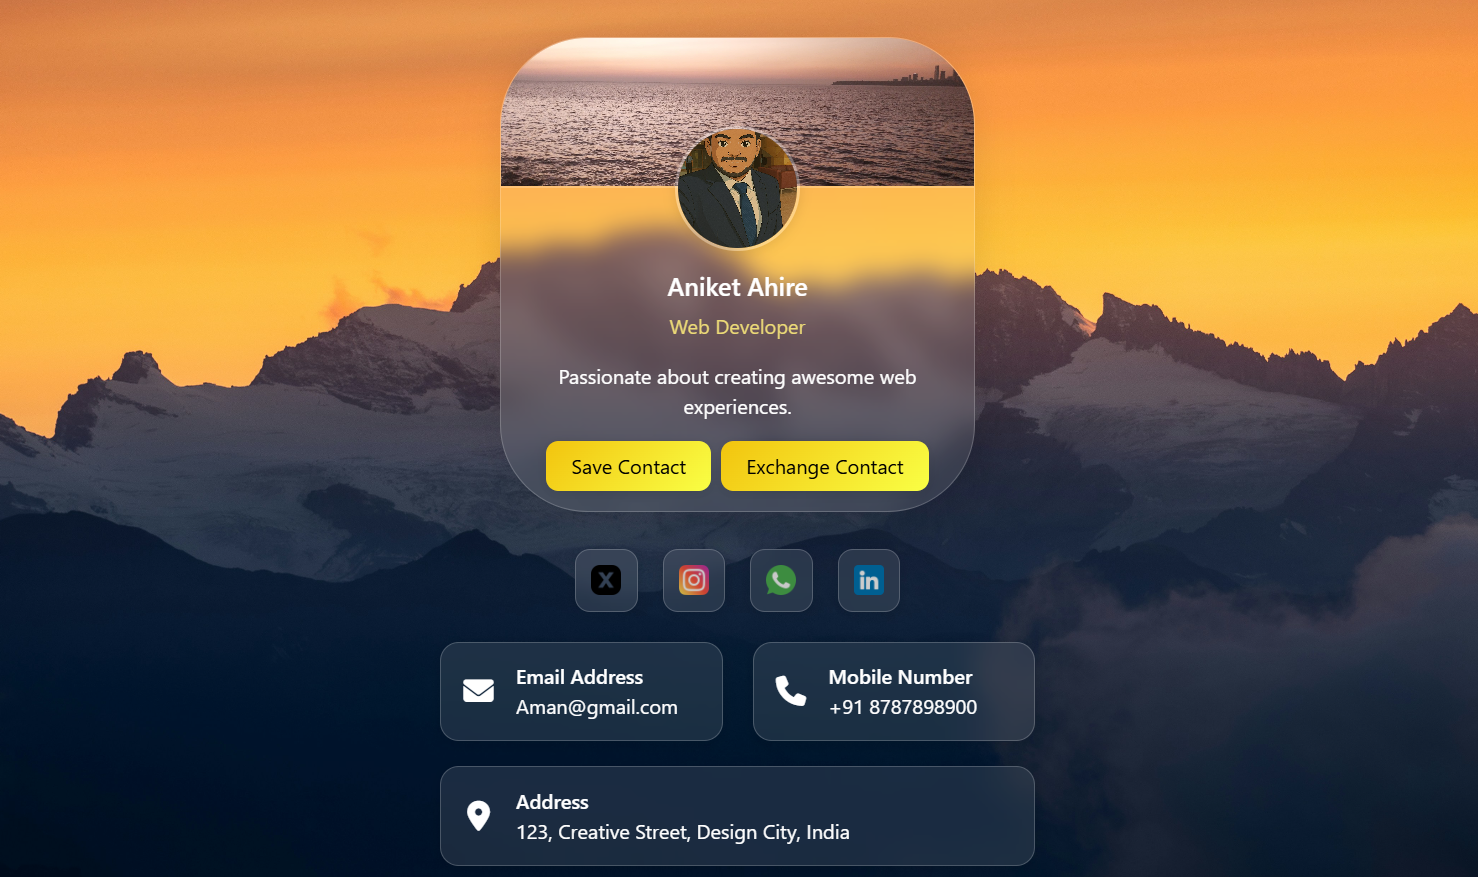 Aniket Ahire
Web Developer
Passionate about creating awesome web
experiences.
Save Contact
Exchange Contact
X
in
Email Address
Aman@gmail.com
Mobile Number
+91 8787898900
Address
123, Creative Street, Design City, India